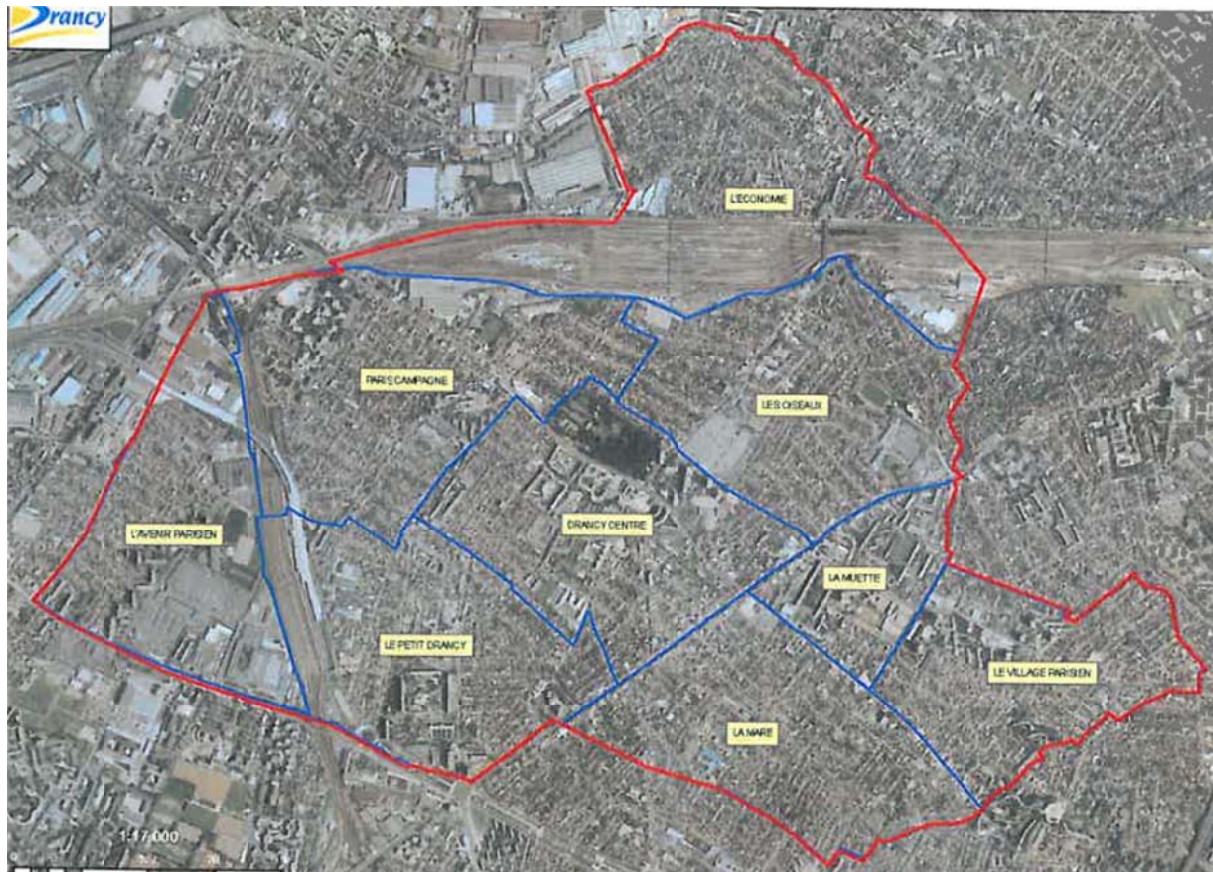 Drancy
L'ECONOMIE
PARIS CAMPAGNE
LES OISEAUX
DRANCY CENTRE
L'AVENIR PARISIEN
LA MUETTE
LE PETIT DRANCY
LE VILLAGE PARISIEN
LA MARE
1:17 000